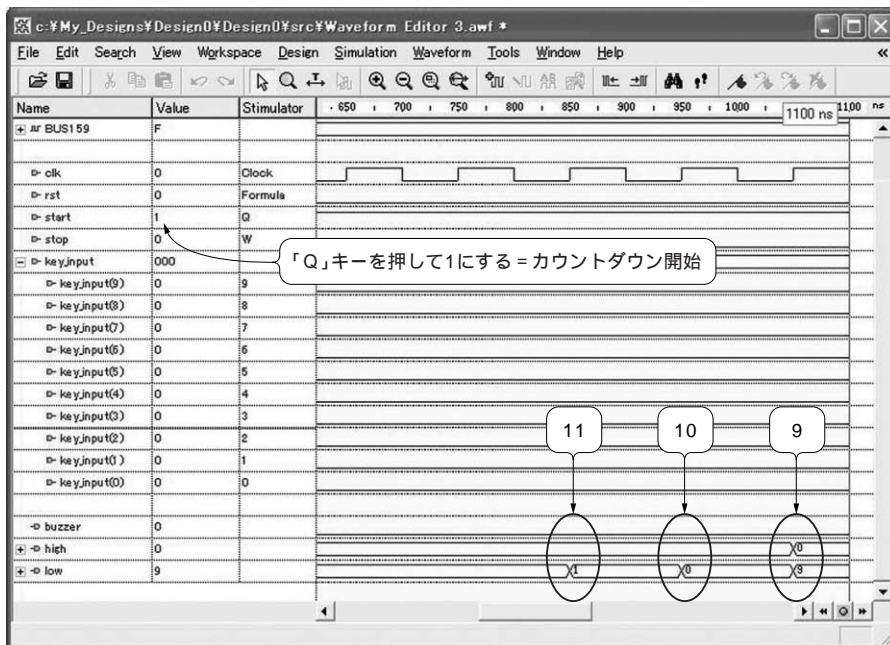 c:¥My_Designs¥Design0¥Design0¥src¥Waveform Editor 3.awf *
File Edit Search View Workspace Design Simulation Waveform Tools Window Help «
Name Value Stimulator 650 700 750 800 850 900 950 1000 1100 ns 1100 ns
BUS159 F
clk 0 Clock
rst 0 Formula
start 1 Q
stop 0 W
「Q」キーを押して1にする=カウントダウン開始
key_input 000
key_input(9) 0 9
key_input(8) 0 8
key_input(7) 0 7
key_input(6) 0 6
key_input(5) 0 5
key_input(4) 0 4
key_input(3) 0 3
key_input(2) 0 2
key_input(1) 0 1
key_input(0) 0 0
11 10 9
buzzer 0
high 0 0
low 9 1 0 9